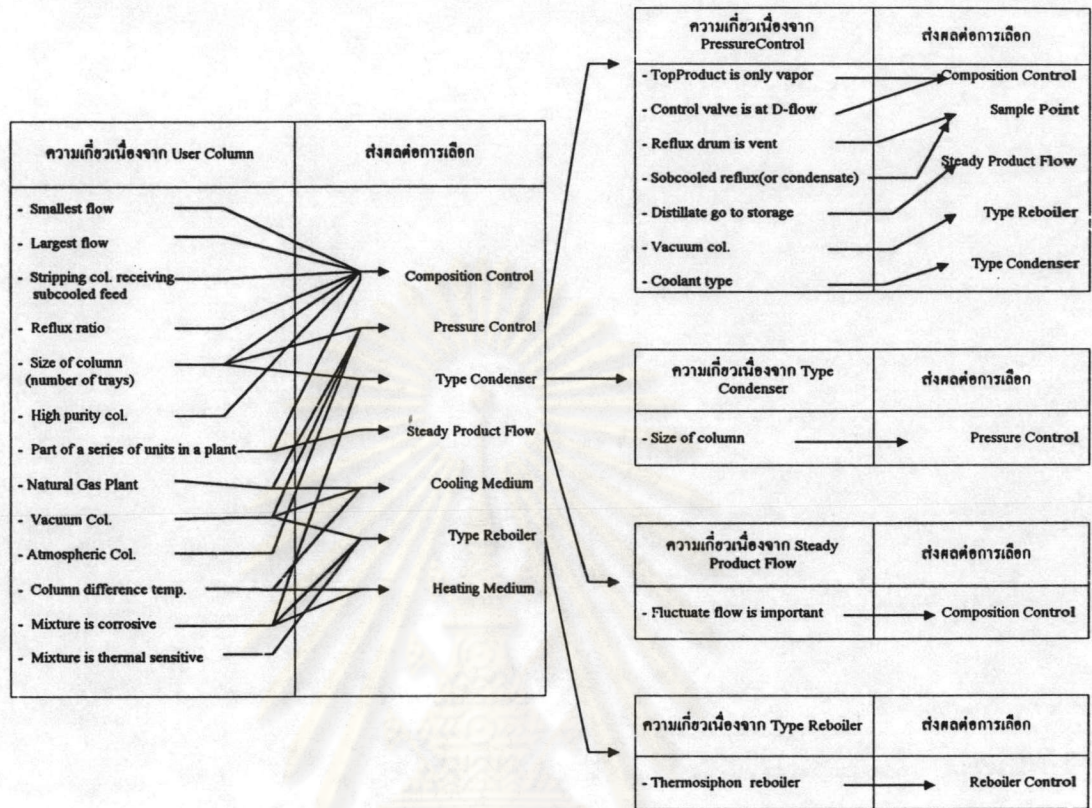 ความเกี่ยวเนื่องจาก User Column
ส่งผลต่อการเลือก
- Smallest flow
- Largest flow
- Stripping col. receiving
subcooled feed
- Reflux ratio
- Size of column
(number of trays)
- High purity col.
- Part of a series of units in a plant
- Natural Gas Plant
- Vacuum Col.
- Atmospheric Col.
- Column difference temp.
- Mixture is corrosive
- Mixture is thermal sensitive
Composition Control
Pressure Control
Type Condenser
Steady Product Flow
Cooling Medium
Type Reboiler
Heating Medium
ความเกี่ยวเนื่องจาก
PressureControl
ส่งผลต่อการเลือก
- TopProduct is only vapor
- Control valve is at D-flow
- Reflux drum is vent
- Sobcooled reflux(or condensate)
- Distillate go to storage
- Vacuum col.
- Coolant type
Composition Control
Sample Point
Steady Product Flow
Type Reboiler
Type Condenser
ความเกี่ยวเนื่องจาก Type
Condenser
ส่งผลต่อการเลือก
- Size of column
Pressure Control
ความเกี่ยวเนื่องจาก Steady
Product Flow
ส่งผลต่อการเลือก
- Fluctuate flow is important
Composition Control
ความเกี่ยวเนื่องจาก Type Reboiler
ส่งผลต่อการเลือก
- Thermosiphon reboiler
Reboiler Control